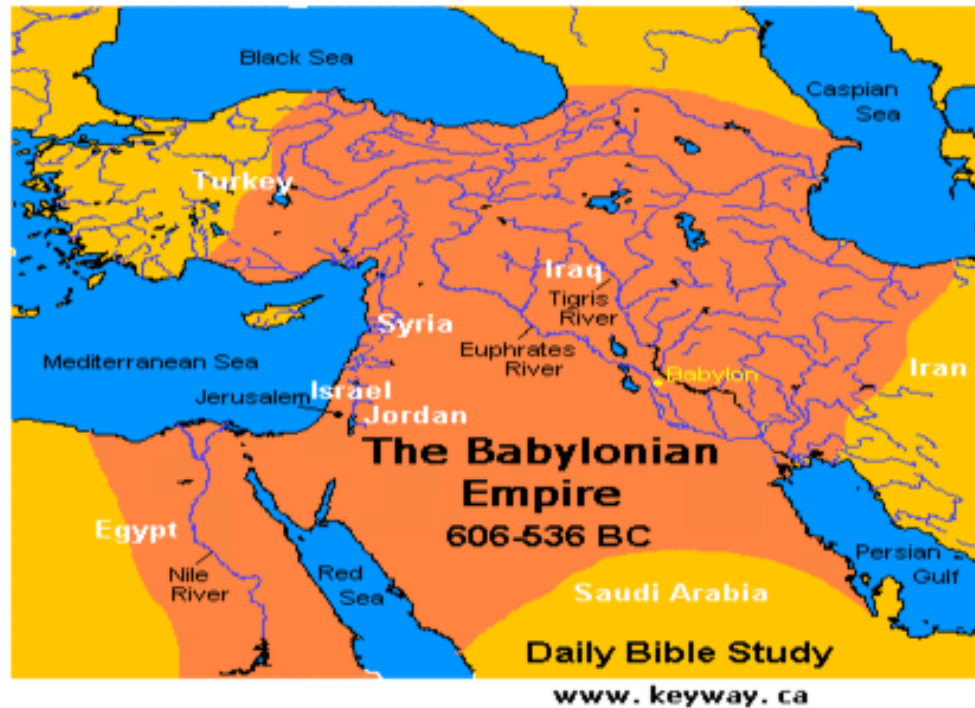 Black Sea
Caspian
Sea
Turkey
Iraq
Tigris
River
Syria
Euphrates
River
Mediterranean Sea
Iran
Babylon
Jerusalem
Israel
Jordan
The Babylonian
Empire
606-536 BC
Egypt
Nile
River
Red
Sea
Persian
Gulf
Saudi Arabia
Daily Bible Study
www.keyway.ca